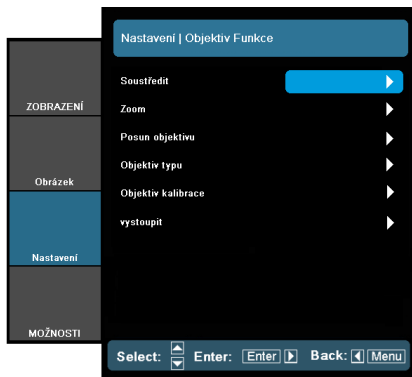 Nastavení | Objektiv Funkce
ZOBRAZENÍ
Obrázek
Nastavení
MOŽNOSTI
Soustředit
Zoom
Posun objektivu
Objektiv typu
Objektiv kalibrace
vystoupit
Select: Enter: Enter Back: Menu